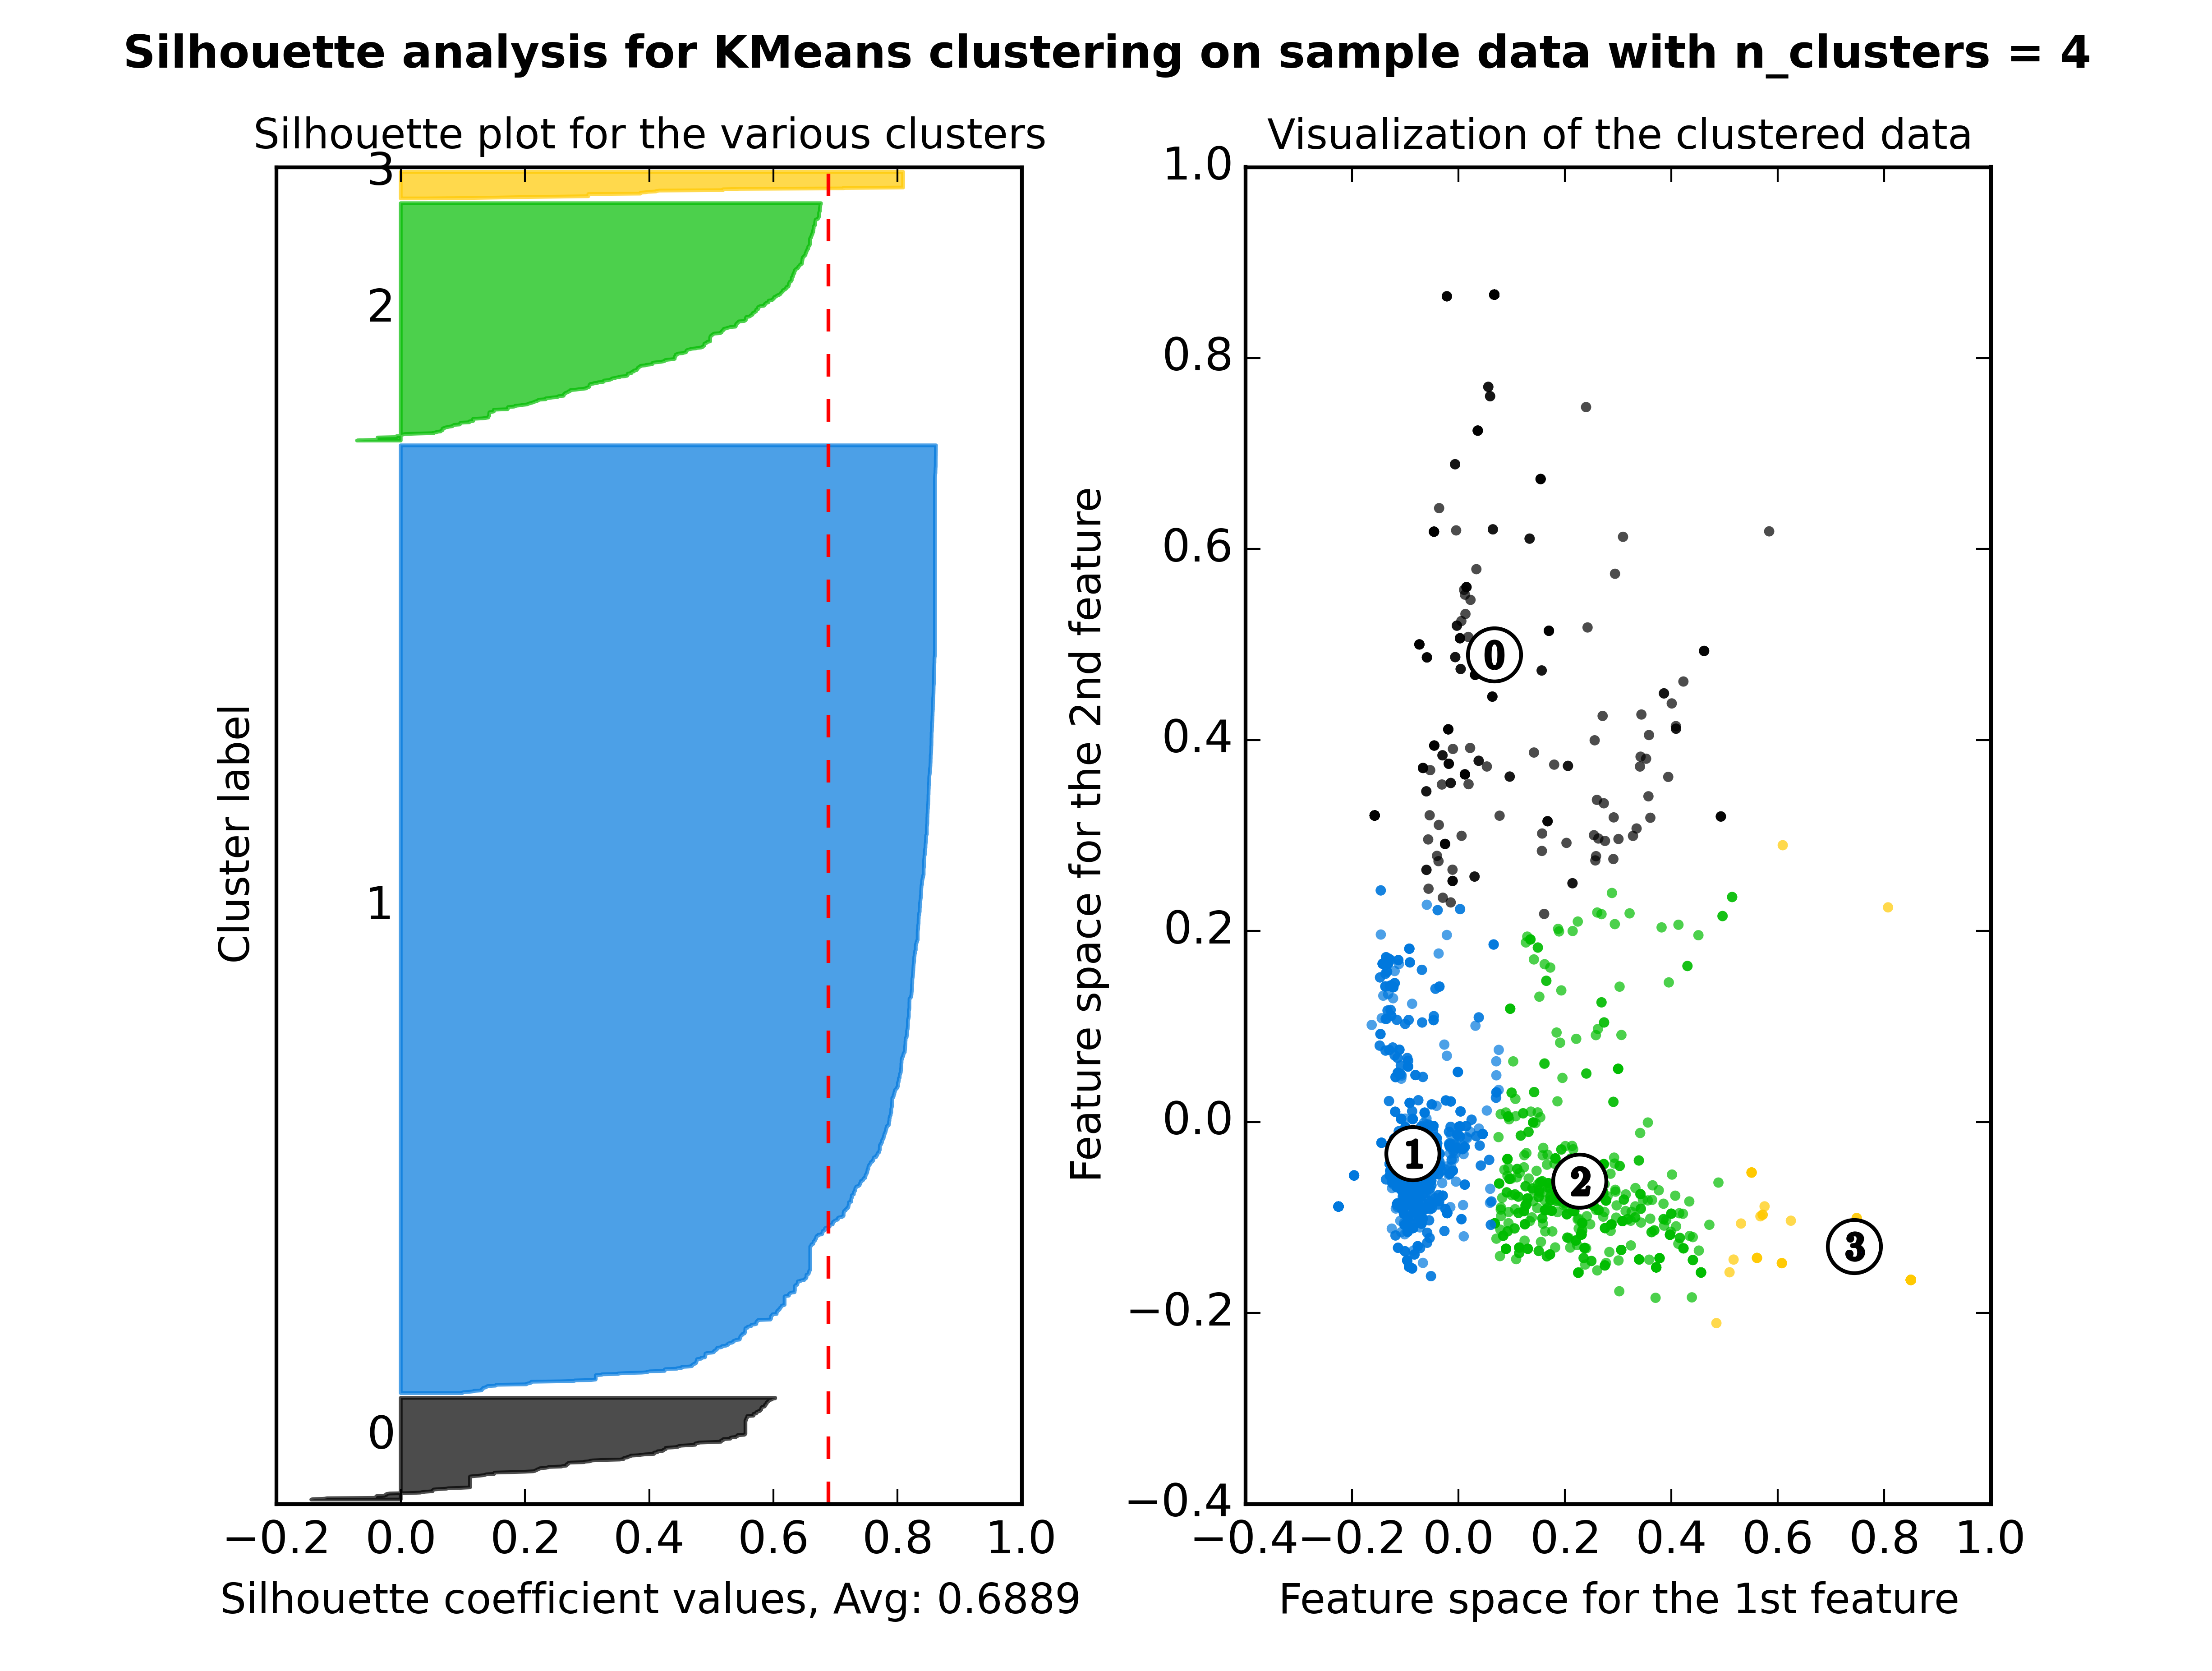 Silhouette analysis for KMeans clustering on sample data with n_clusters = 4
Silhouette plot for the various clusters
3
2
1
0
Cluster label
−0.2 0.0 0.2 0.4 0.6 0.8 1.0
Silhouette coefficient values, Avg: 0.6889
Visualization of the clustered data
1.0
0.8
0.6
0.4
0.2
0.0
−0.2
−0.4
Feature space for the 2nd feature
0
1
2
3
−0.4 −0.2 0.0 0.2 0.4 0.6 0.8 1.0
Feature space for the 1st feature